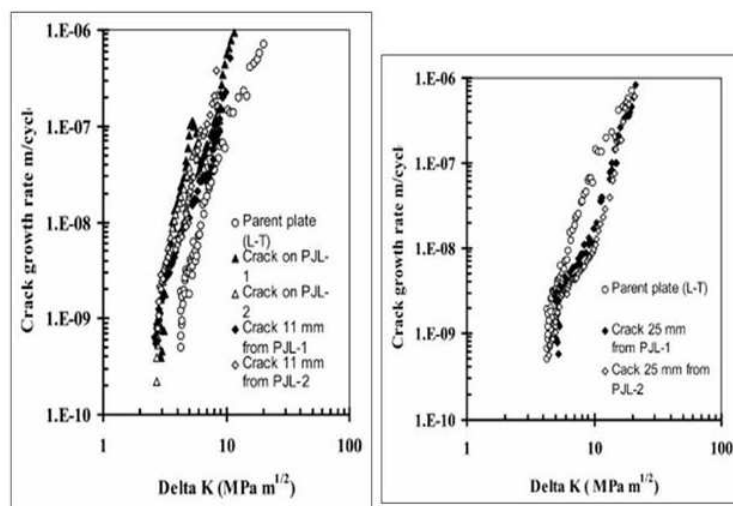 1.E-06
1.E-07
1.E-08
1.E-09
1.E-10
Crack growth rate m/cycl
1
10
100
Delta K (MPa m1/2)
Parent plate
(L-T)
Crack on PJL-
1
Crack on PJL-
2
Crack 11 mm
from PJL-1
Crack 11 mm
from PJL-2
1.E-06
1.E-07
1.E-08
1.E-09
1.E-10
Crack growth rate m/cycl
1
10
100
Delta K ( MPa m1/2)
Parent plate (L-T)
Crack 25 mm
from PJL-1
Cack 25 mm from
PJL-2